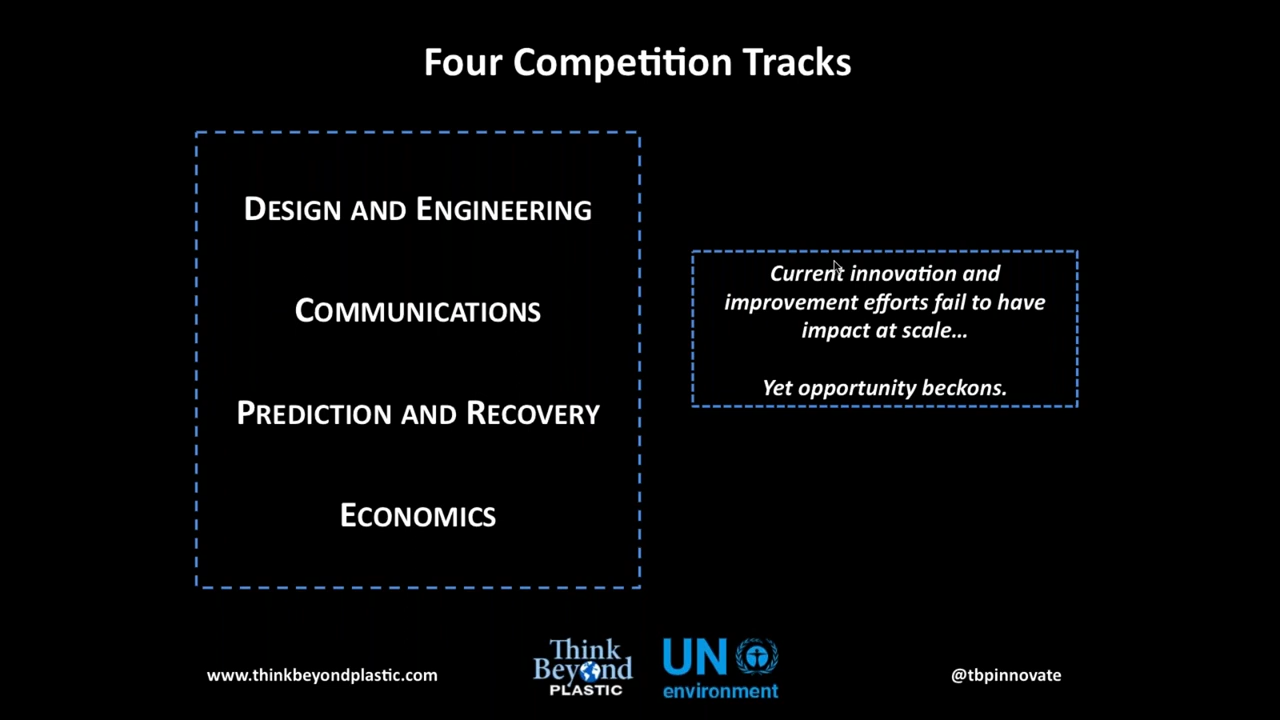 Four Competition Tracks
DESIGN AND ENGINEERING
COMMUNICATIONS
PREDICTION AND RECOVERY
ECONOMICS
Current innovation and
improvement efforts fail to have
impact at scale...
Yet opportunity beckons.
www.thinkbeyondplastic.com
Think
Beyond
PLASTIC
UN
environment
@tbpinnovate